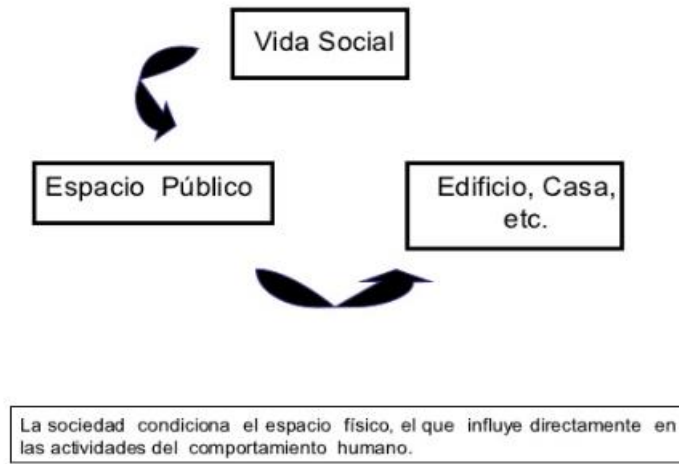 Vida Social
Espacio Público
Edificio, Casa,
etc.
La sociedad condiciona el espacio físico, el que influye directamente en
las actividades del comportamiento humano.